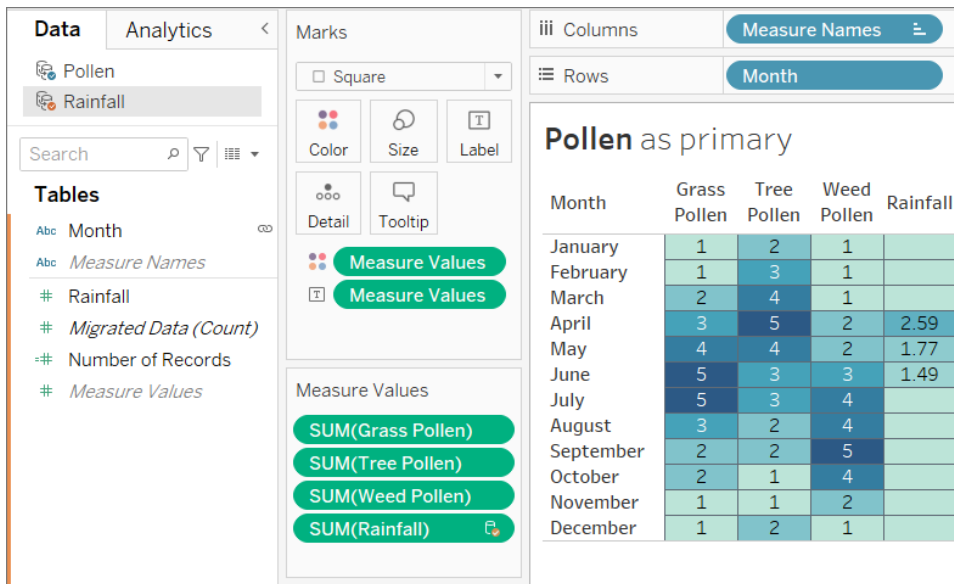 Data Analytics
Pollen
Rainfall
Search
Tables
Abc Month
Abc Measure Names
# Rainfall
# Migrated Data (Count)
=# Number of Records
# Measure Values
Marks
Square
Color Size T Label
Detail Tooltip
Measure Values
T Measure Values
Measure Values
SUM(Grass Pollen)
SUM(Tree Pollen)
SUM(Weed Pollen)
SUM(Rainfall)
iii Columns Measure Names
Rows Month
Pollen as primary
Month Grass Pollen Tree Pollen Weed Pollen Rainfall
January 1 2 1
February 1 3 1
March 2 4 1
April 3 5 2 2.59
May 4 4 2 1.77
June 5 3 3 1.49
July 5 3 4
August 3 2 4
September 2 2 5
October 2 1 4
November 1 1 2
December 1 2 1